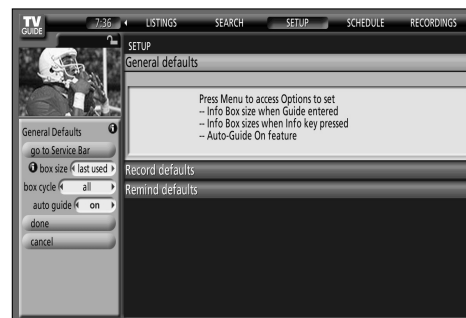 TV
GUIDE
7:36
LISTINGS
SEARCH
SETUP
SCHEDULE
RECORDINGS
SETUP
General defaults
Press Menu to access Options to set
-- Info Box size when Guide entered
-- Info Box sizes when Info key pressed
-- Auto-Guide On feature
Record defaults
Remind defaults
General Defaults
go to Service Bar
box size last used
box cycle all
auto guide on
done
cancel